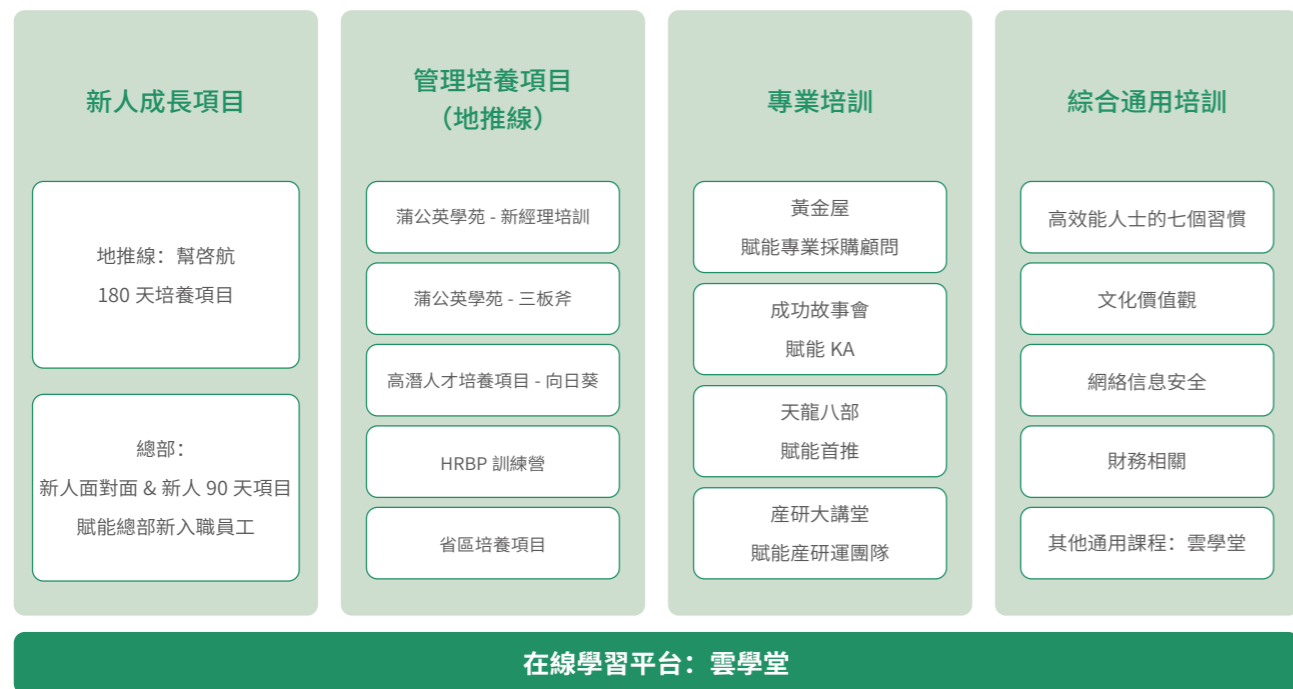 新人成長項目
地推線：幫啓航
180 天培養項目
總部：
新人面對面 & 新人 90 天項目
賦能總部新入職員工
管理培養項目
（地推線）
蒲公英學苑 - 新經理培訓
蒲公英學苑 - 三板斧
高潛人才培養項目 - 向日葵
HRBP 訓練營
省區培養項目
專業培訓
黃金屋
賦能專業採購顧問
成功故事會
賦能 KA
天龍八部
賦能首推
産研大講堂
賦能産研運團隊
綜合通用培訓
高效能人士的七個習慣
文化價值觀
網絡信息安全
財務相關
其他通用課程：雲學堂
在線學習平台：雲學堂